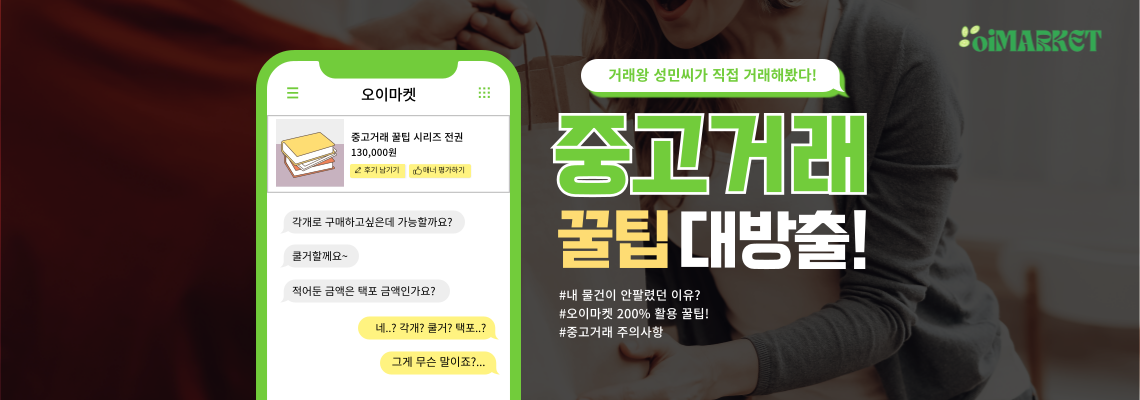 oiMARKET
거래왕 성민씨가 직접 거래해봤다!
중고거래
꿀팁 대방출!
#내 물건이 안팔렸던 이유?
#오이마켓 200% 활용 꿀팁!
#중고거래 주의사항
오이마켓
중고거래 꿀팁 시리즈 전권
130,000원
후기 남기기
매너 평가하기
각개로 구매하고싶은데 가능할까요?
쿨거할께요~
적어둔 금액은 택포 금액인가요?
네..? 각개? 쿨거? 택포..?
그게 무슨 말이죠?...